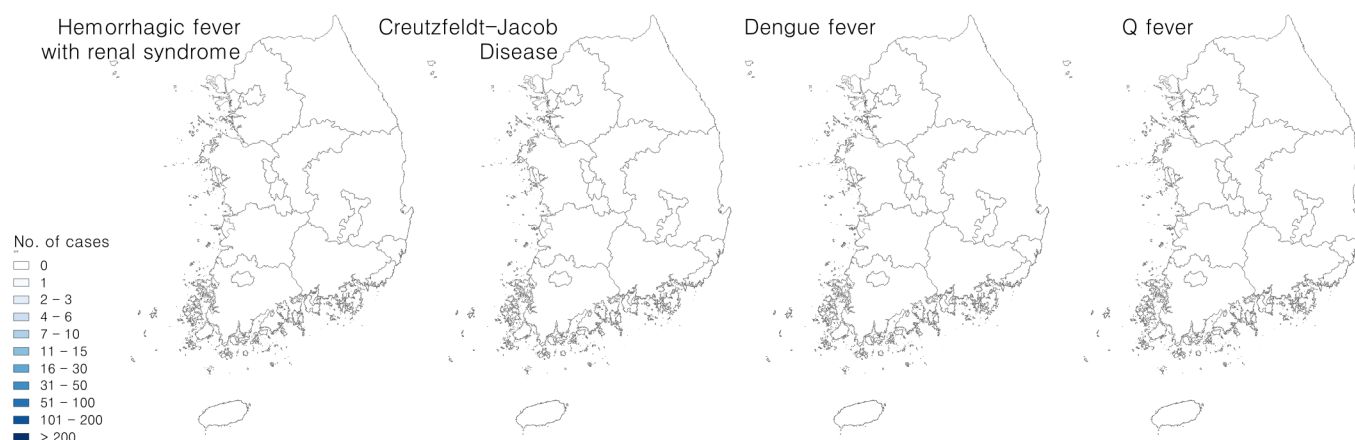 Hemorrhagic fever
with renal syndrome
Creutzfeldt-Jacob
Disease
Dengue fever
Q fever
No. of cases
0
1
2 - 3
4 - 6
7 - 10
11 - 15
16 - 30
31 - 50
51 - 100
101 - 200
> 200